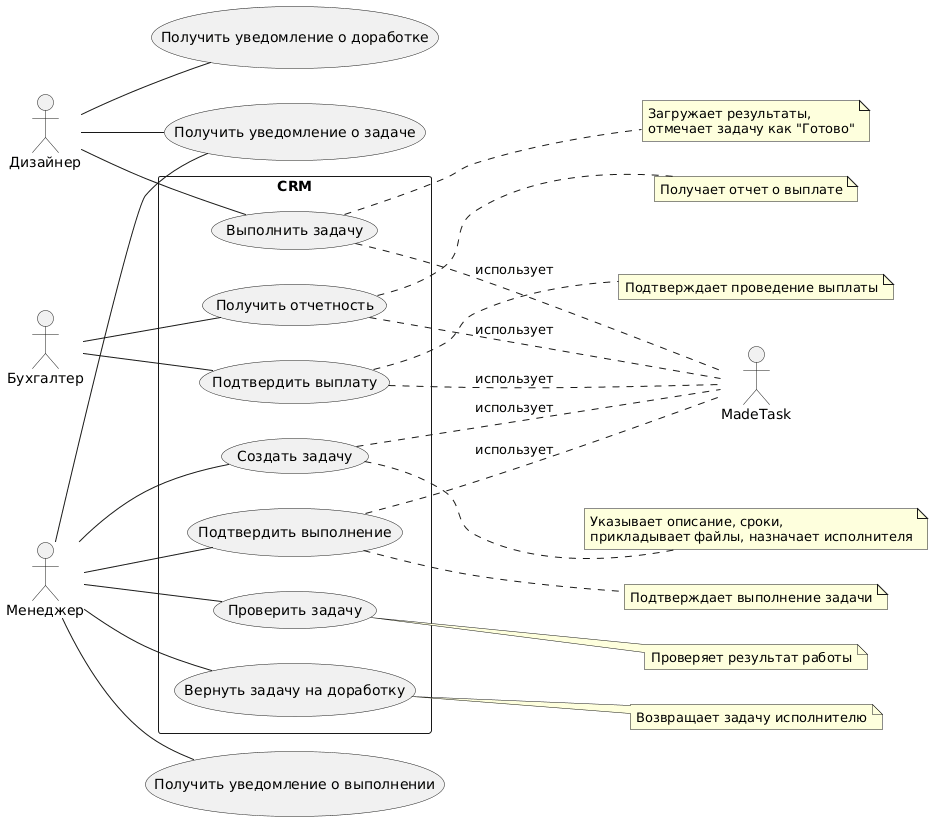 Получить уведомление о доработке
Дизайнер
Получить уведомление о задаче
Загружает результаты,
отмечает задачу как "Готово"
CRM
Получает отчет о выплате
Выполнить задачу
использует
Подтверждает проведение выплаты
Получить отчетность
использует
Бухгалтер
Подтвердить выплату
использует
MadeTask
использует
Создать задачу
использует
Указывает описание, сроки,
прикладывает файлы, назначает исполнителя
Подтвердить выполнение
Подтверждает выполнение задачи
Менеджер
Проверить задачу
Проверяет результат работы
Вернуть задачу на доработку
Возвращает задачу исполнителю
Получить уведомление о выполнении